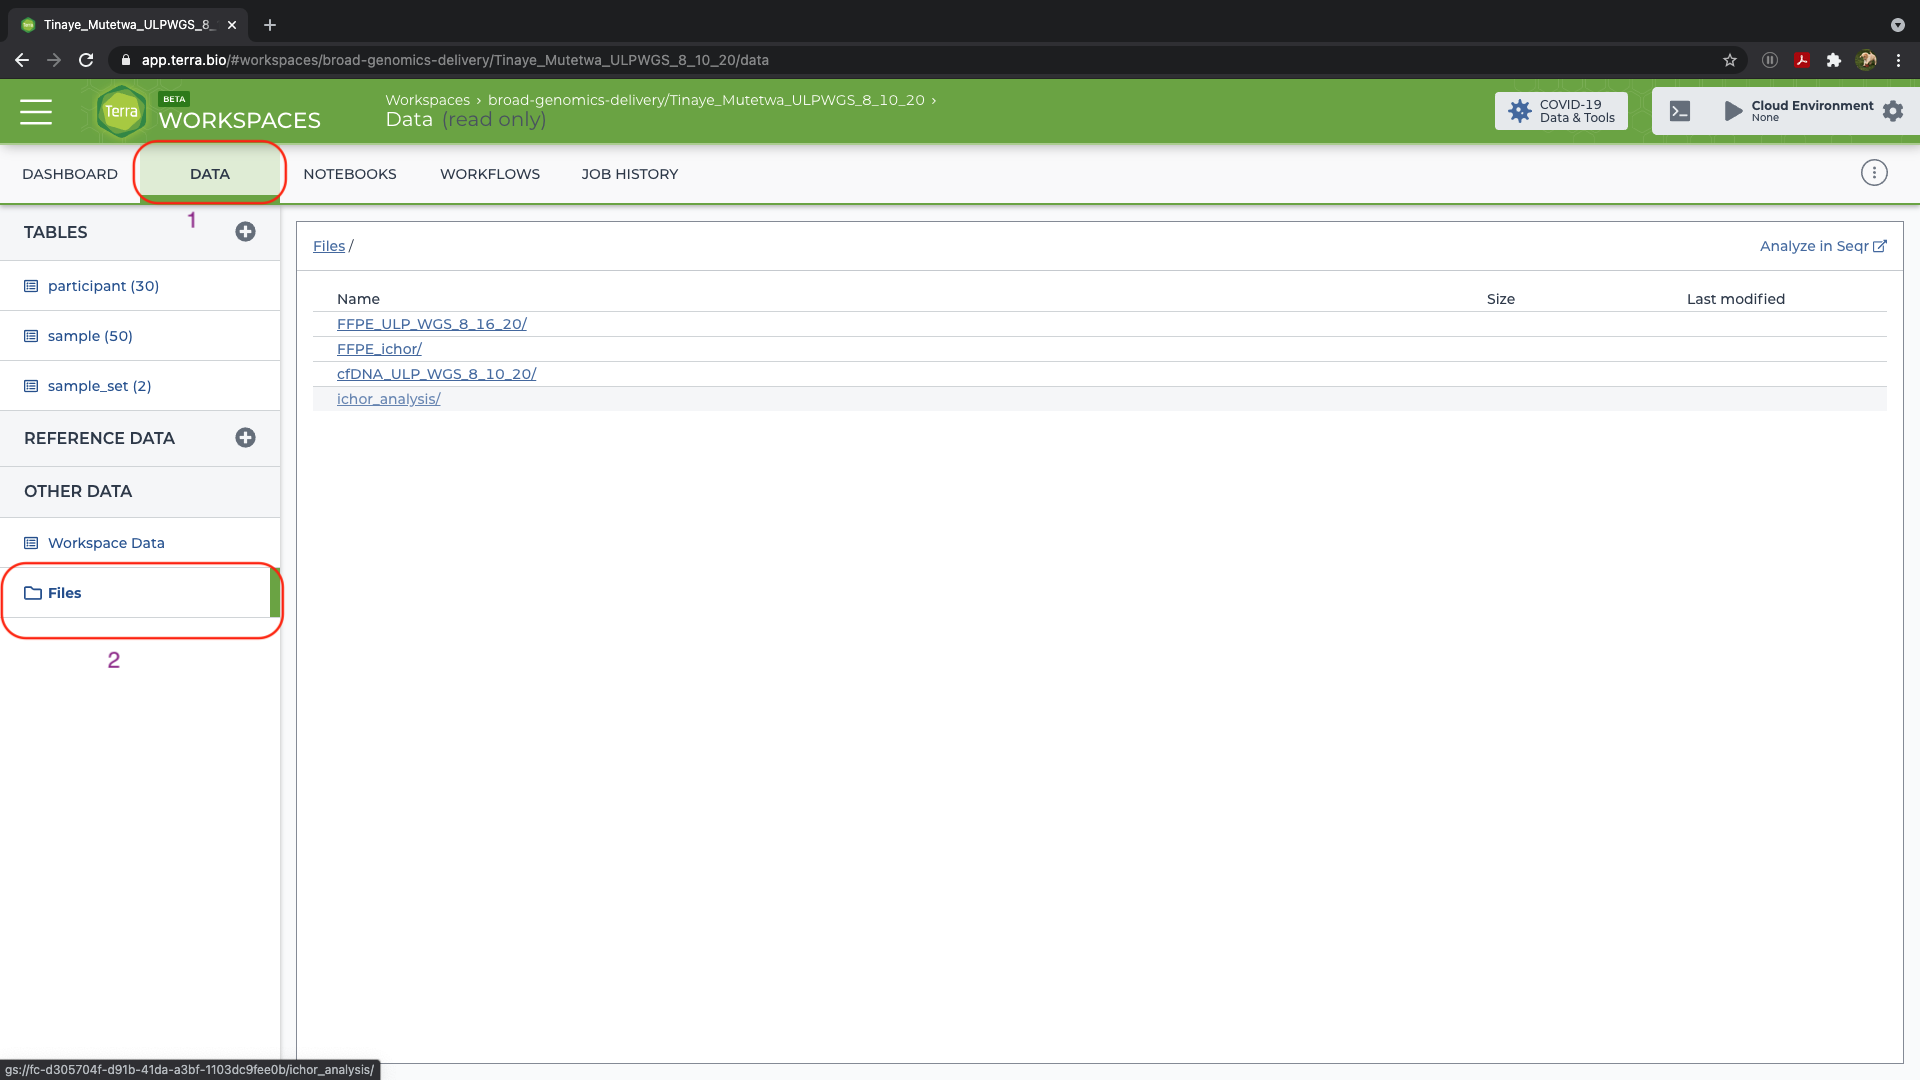 Tinaye_Mutetwa_ULPWGS_8_
app.terra.bio/#workspaces/broad-genomics-delivery/Tinaye_Mutetwa_ULPWGS_8_10_20/data
Terra
BETA
WORKSPACES
Workspaces › broad-genomics-delivery/Tinaye_Mutetwa_ULPWGS_8_10_20 ›
Data (read only)
COVID-19
Data & Tools
Cloud Environment
None
DASHBOARD
DATA
NOTEBOOKS
WORKFLOWS
JOB HISTORY
1
TABLES
participant (30)
sample (50)
sample_set (2)
REFERENCE DATA
OTHER DATA
Workspace Data
Files
2
Files /
Analyze in Seqr
Name Size Last modified
FFPE_ULP_WGS_8_16_20/
FFPE_ichor/
cfDNA_ULP_WGS_8_10_20/
ichor_analysis/
gs://fc-d305704f-d91b-41da-a3bf-1103dc9fee0b/ichor_analysis/